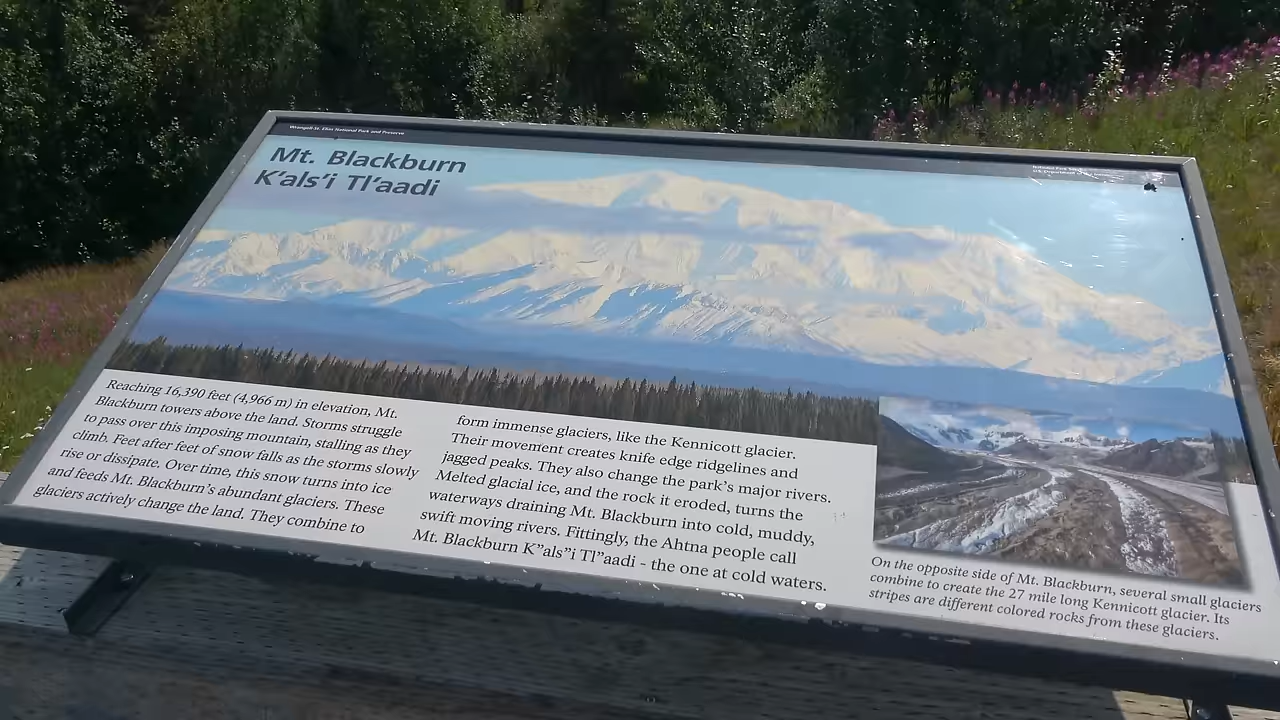 Wrangell-St. Elias National Park and Preserve
Mt. Blackburn
K'als'i Tl'aadi
Reaching 16,390 feet (4,966 m) in elevation, Mt.
Blackburn towers above the land. Storms struggle
to pass over this imposing mountain, stalling as they
climb. Feet after feet of snow falls as the storms slowly
rise or dissipate. Over time, this snow turns into ice
and feeds Mt. Blackburn's abundant glaciers. These
glaciers actively change the land. They combine to
form immense glaciers, like the Kennicott glacier.
Their movement creates knife edge ridgelines and
jagged peaks. They also change the park's major rivers.
Melted glacial ice, and the rock it eroded, turns the
waterways draining Mt. Blackburn into cold, muddy,
swift moving rivers. Fittingly, the Ahtna people call
Mt. Blackburn K"als"i Tl"aadi - the one at cold waters.
On the opposite side of Mt. Blackburn, several small glaciers
combine to create the 27 mile long Kennicott glacier. Its
stripes are different colored rocks from these glaciers.